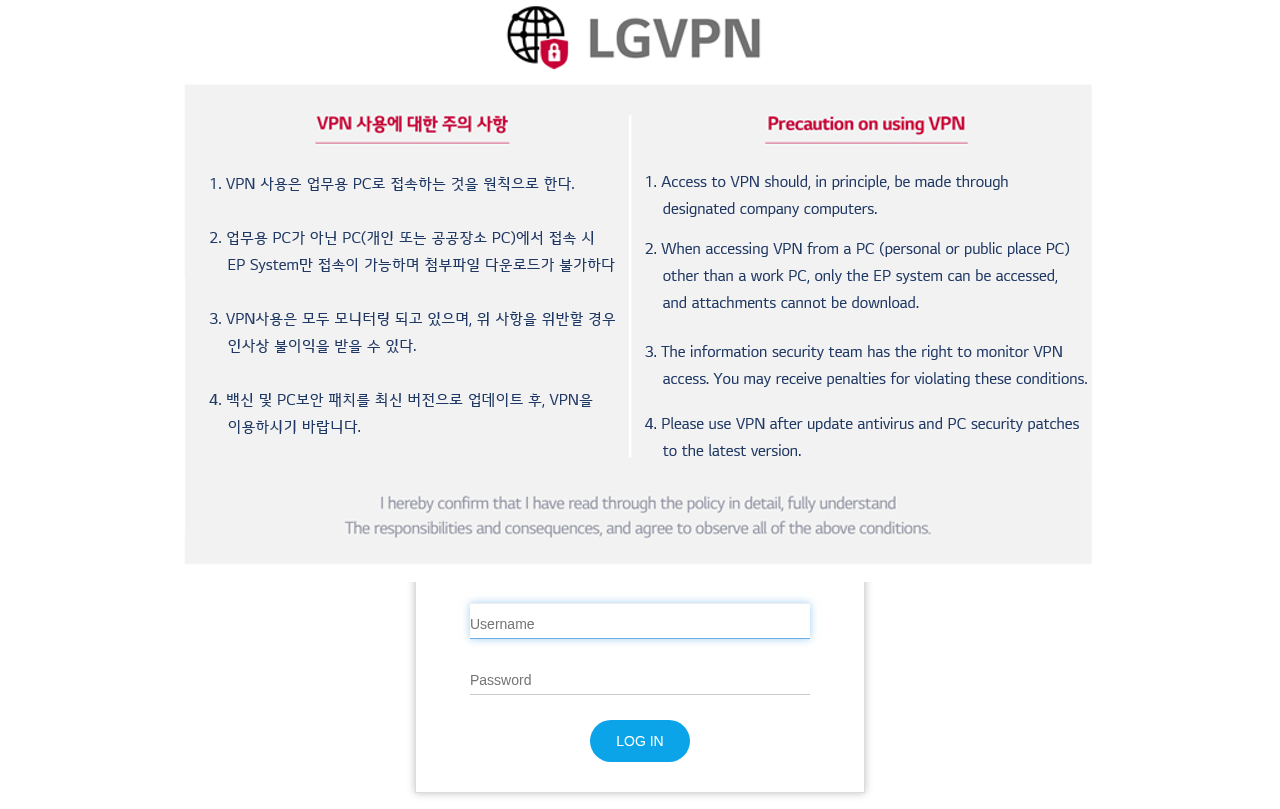 LGVPN
VPN 사용에 대한 주의 사항
1. VPN 사용은 업무용 PC로 접속하는 것을 원칙으로 한다.
2. 업무용 PC가 아닌 PC(개인 또는 공공장소 PC)에서 접속 시
EP System만 접속이 가능하며 첨부파일 다운로드가 불가하다
3. VPN사용은 모두 모니터링 되고 있으며, 위 사항을 위반할 경우
인사상 불이익을 받을 수 있다.
4. 백신 및 PC보안 패치를 최신 버전으로 업데이트 후, VPN을
이용하시기 바랍니다.
Precaution on using VPN
1. Access to VPN should, in principle, be made through
designated company computers.
2. When accessing VPN from a PC (personal or public place PC)
other than a work PC, only the EP system can be accessed,
and attachments cannot be download.
3. The information security team has the right to monitor VPN
access. You may receive penalties for violating these conditions.
4. Please use VPN after update antivirus and PC security patches
to the latest version.
I hereby confirm that I have read through the policy in detail, fully understand
The responsibilities and consequences, and agree to observe all of the above conditions.
Username
Password
LOG IN